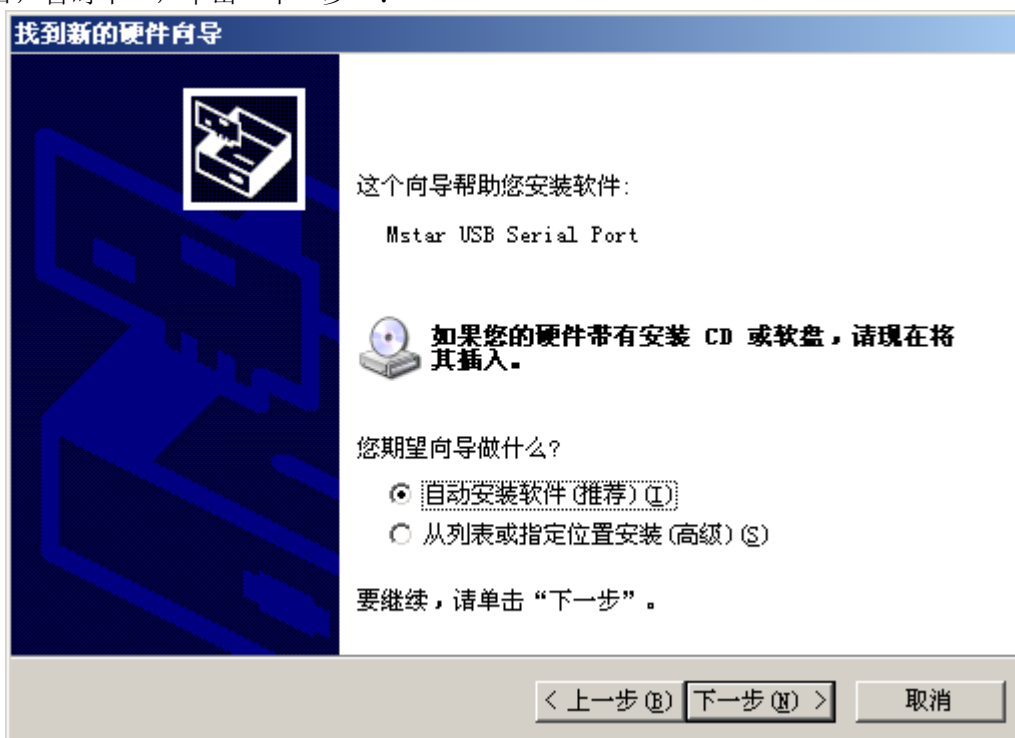 找到新的硬件向导
这个向导帮助您安装软件:
Mstar USB Serial Port
如果您的硬件带有安装 CD 或软盘，请现在将
其插入。
您期望向导做什么?
自动安装软件(推荐)(I)
从列表或指定位置安装(高级)(S)
要继续，请单击“下一步”。
< 上一步(B) 下一步(N) > 取消